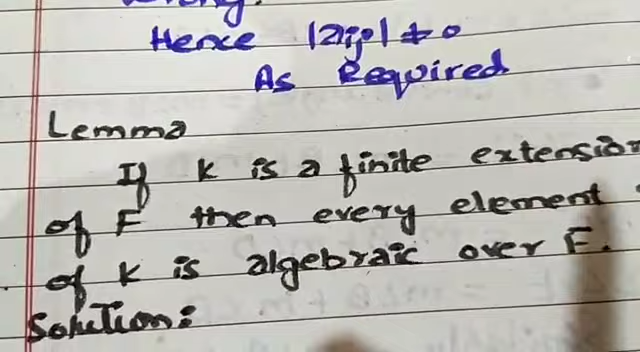 Hence |aij| ≠ 0
As Required
Lemma
If K is a finite extension
of F then every element
of K is algebraic over F.
Solution: